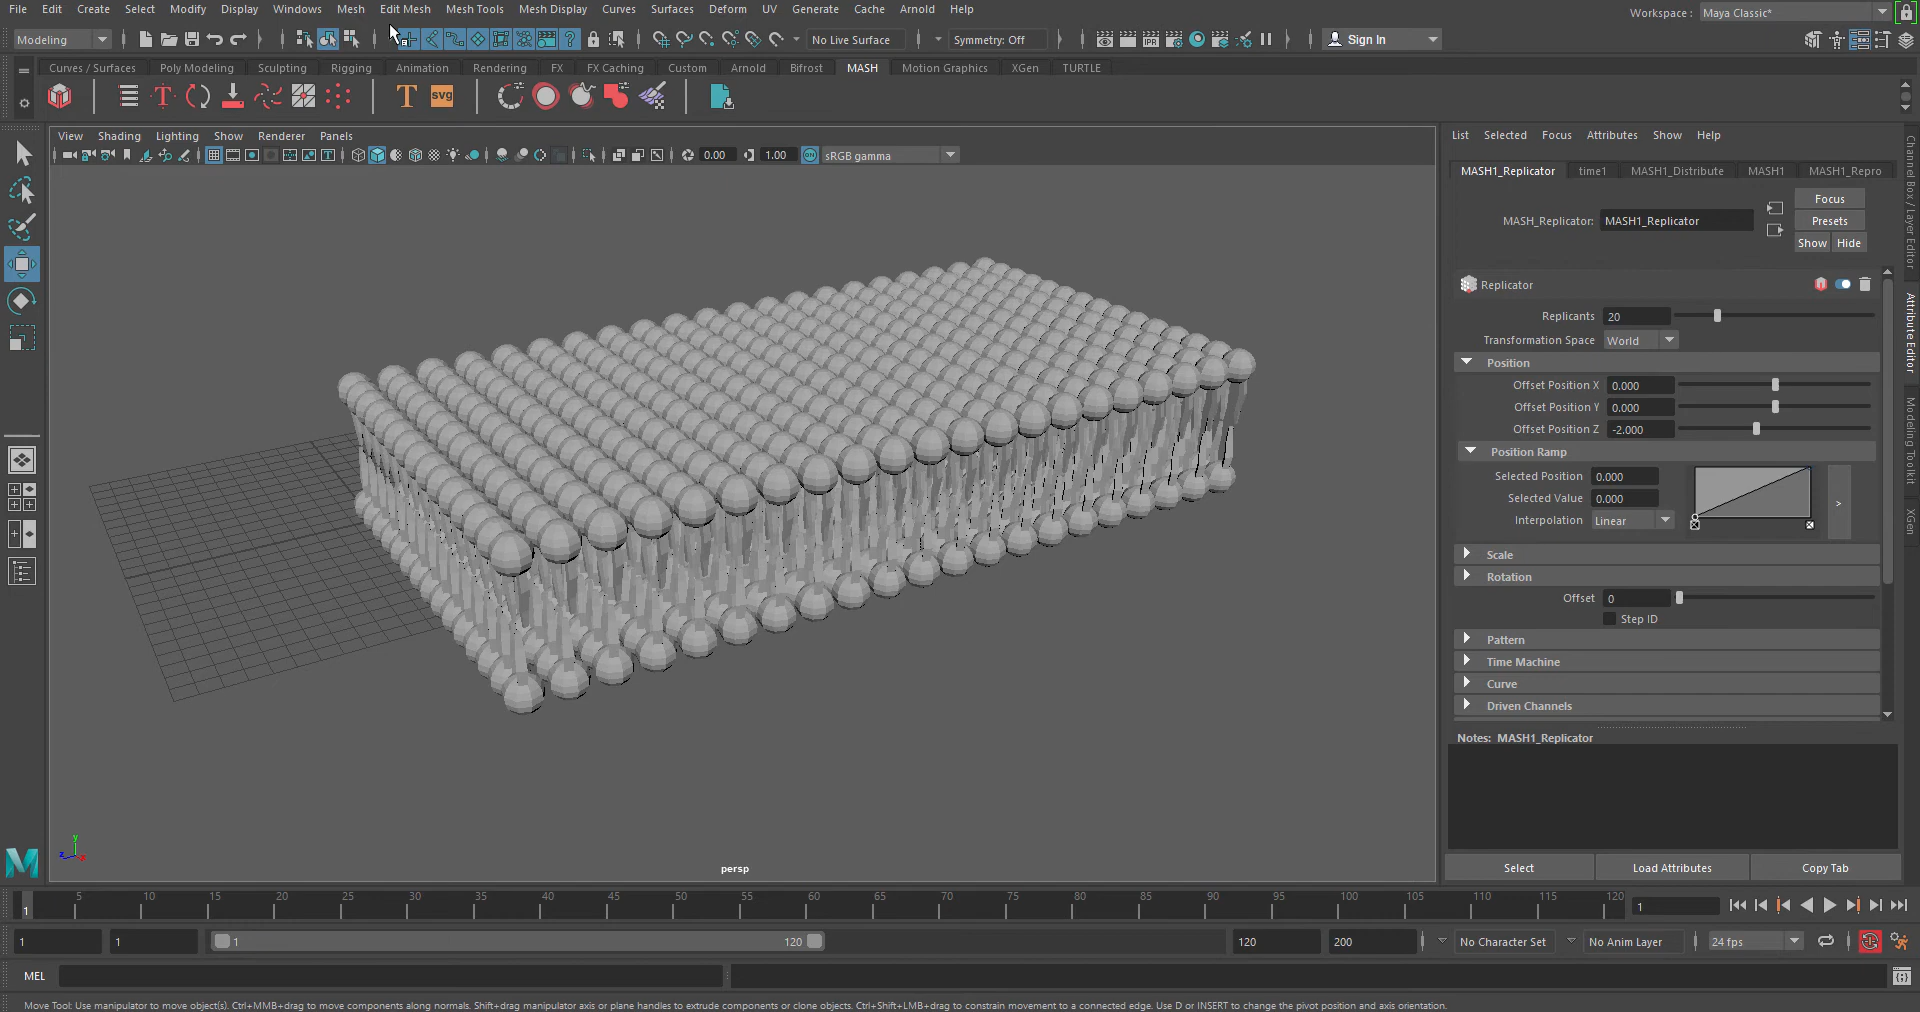 File Edit Create Select Modify Display Windows Mesh Edit Mesh Mesh Tools Mesh Display Curves Surfaces Deform UV Generate Cache Arnold Help
Workspace : Maya Classic*
Modeling No Live Surface Symmetry: Off Sign In
Curves / Surfaces Poly Modeling Sculpting Rigging Animation Rendering FX FX Caching Custom Arnold Bifrost MASH Motion Graphics XGen TURTLE
T T svg
View Shading Lighting Show Renderer Panels
0.00 1.00 sRGB gamma
List Selected Focus Attributes Show Help
MASH1_Replicator time1 MASH1_Distribute MASH1 MASH1_Repro
MASH_Replicator: MASH1_Replicator
Focus
Presets
Show Hide
Replicator
Replicants 20
Transformation Space World
Position
Offset Position X 0.000
Offset Position Y 0.000
Offset Position Z -2.000
Position Ramp
Selected Position 0.000
Selected Value 0.000
Interpolation Linear
>
Scale
Rotation
Offset 0
Step ID
Pattern
Time Machine
Curve
Driven Channels
Notes: MASH1_Replicator
Select Load Attributes Copy Tab
Channel Box / Layer Editor
Attribute Editor
Modeling Toolkit
XGen
y
z x
persp
M
1 5 10 15 20 25 30 35 40 45 50 55 60 65 70 75 80 85 90 95 100 105 110 115 120 1
1 1 1 120 120 200 No Character Set No Anim Layer 24 fps
MEL
Move Tool: Use manipulator to move object(s). Ctrl+MMB+drag to move components along normals. Shift+drag manipulator axis or plane handles to extrude components or clone objects. Ctrl+Shift+LMB+drag to constrain movement to a connected edge. Use D or INSERT to change the pivot position and axis orientation.